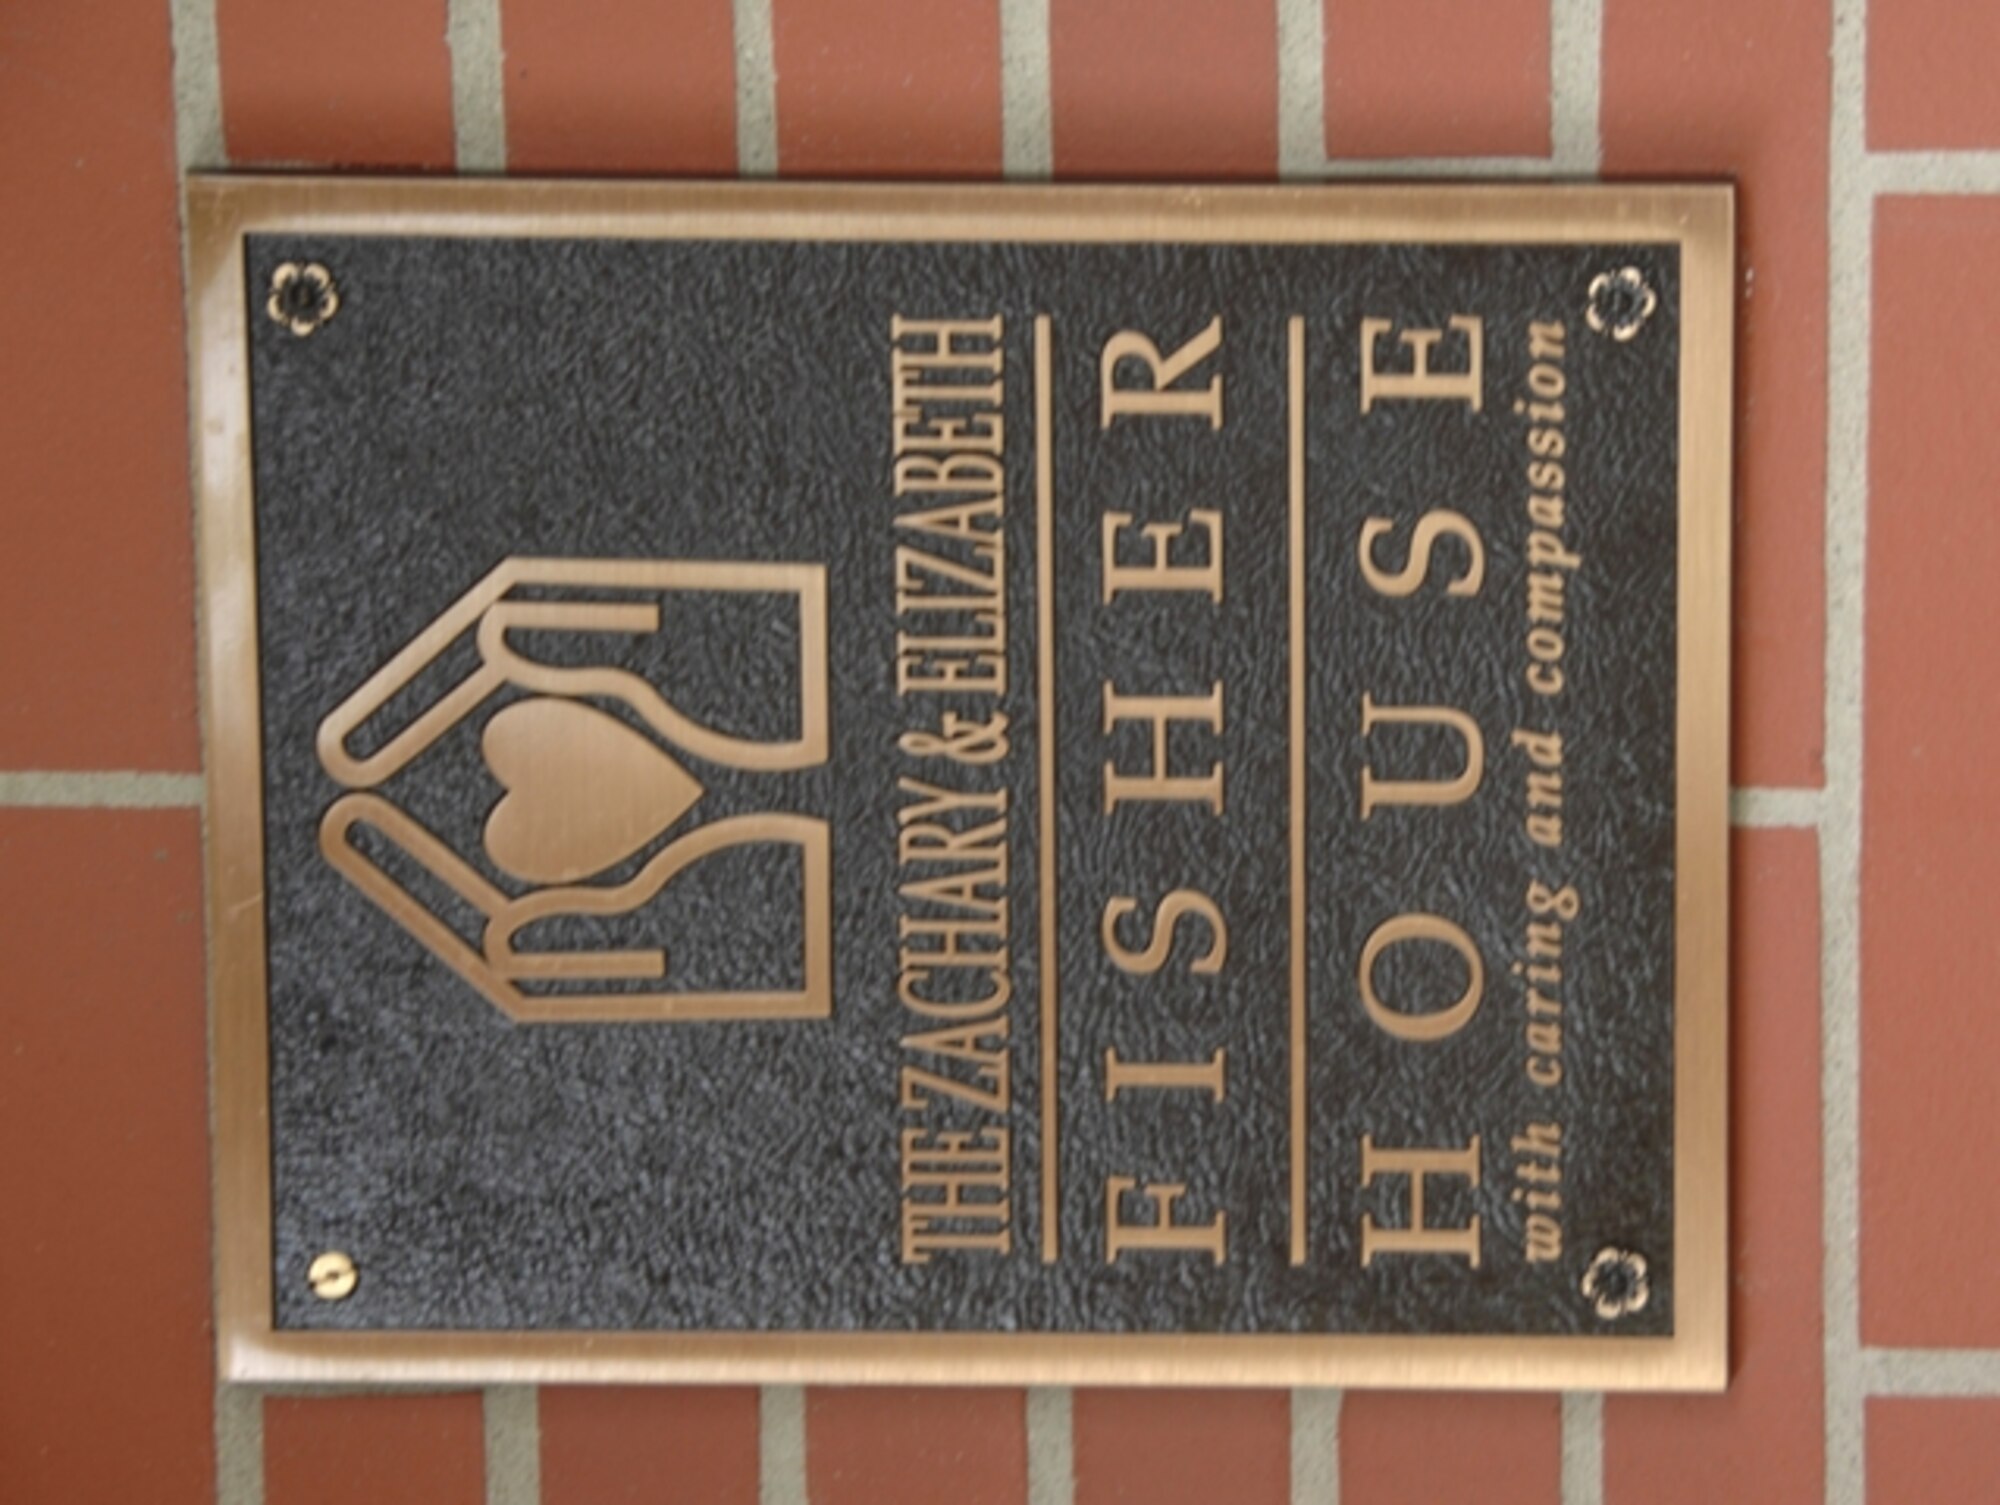 THE ZACHARY & ELIZABETH
FISHER
HOUSE
with caring and compassion